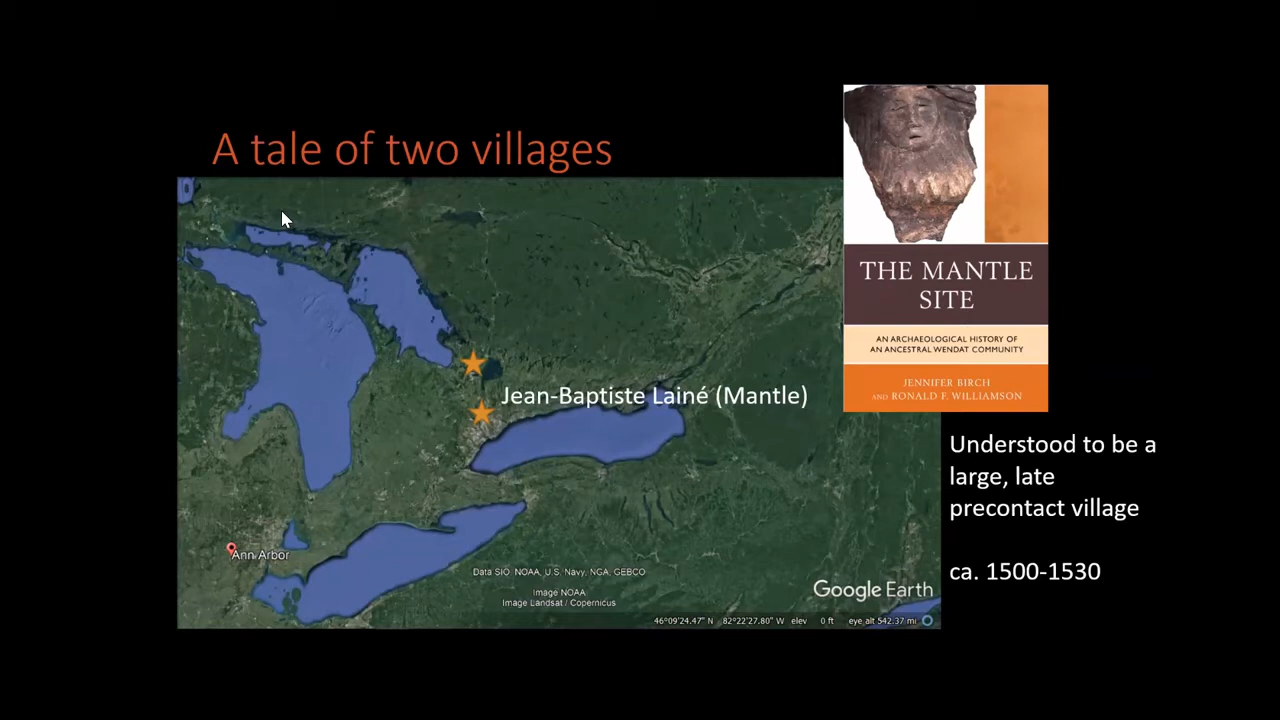 A tale of two villages
THE MANTLE
SITE
AN ARCHAEOLOGICAL HISTORY OF
AN ANCESTRAL WENDAT COMMUNITY
JENNIFER BIRCH
AND RONALD F. WILLIAMSON
Jean-Baptiste Lainé (Mantle)
Understood to be a
large, late
precontact village
ca. 1500-1530
Ann Arbor
Data SIO, NOAA, U.S. Navy, NGA, GEBCO
Image NOAA
Image Landsat / Copernicus
Google Earth
46°09'24.47" N 82°22'27.80" W elev 0 ft eye alt 542.37 mi